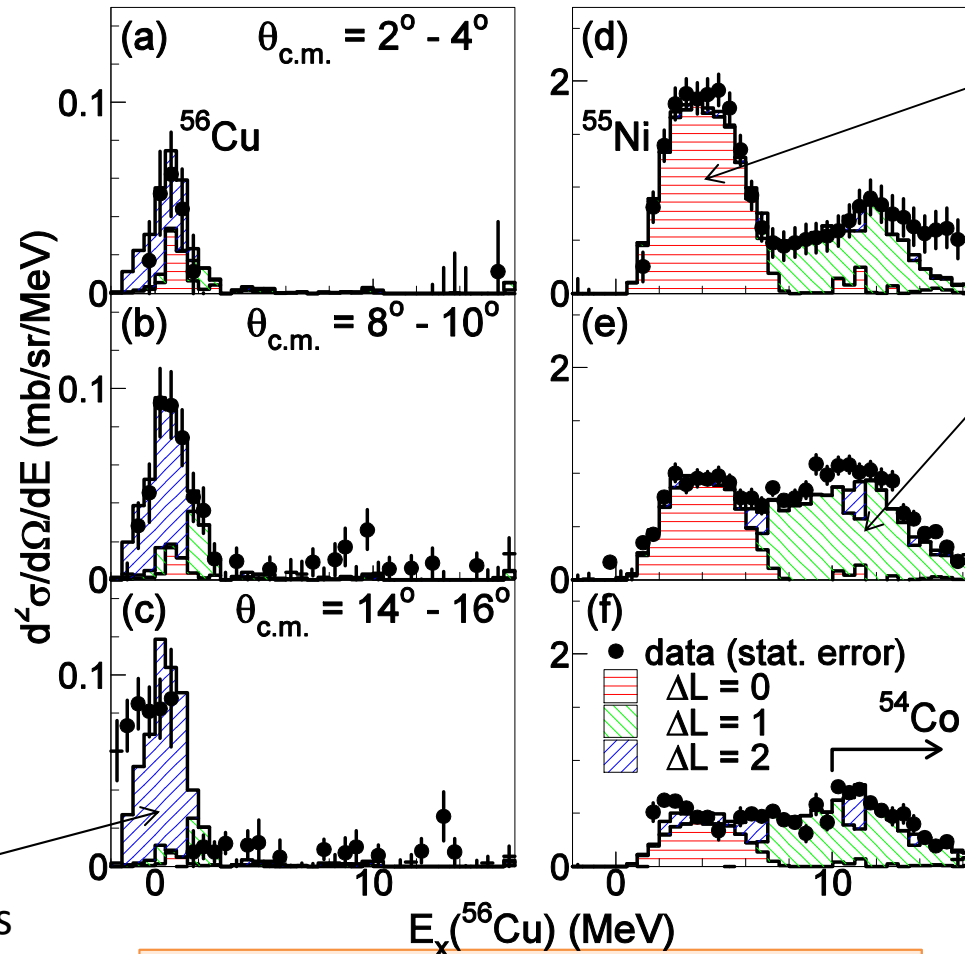 (a) θc.m. = 2° - 4°
⁵⁶Cu
0.1
0
(b) θc.m. = 8° - 10°
0.1
0
(c) θc.m. = 14° - 16°
0.1
0
0 10
d²σ/dΩ/dE (mb/sr/MeV)
(d)
2
⁵⁵Ni
0
(e)
2
0
(f)
2
data (stat. error)
ΔL = 0
ΔL = 1
ΔL = 2
⁵⁴Co
0
0 10
Eₓ(⁵⁶Cu) (MeV)
s